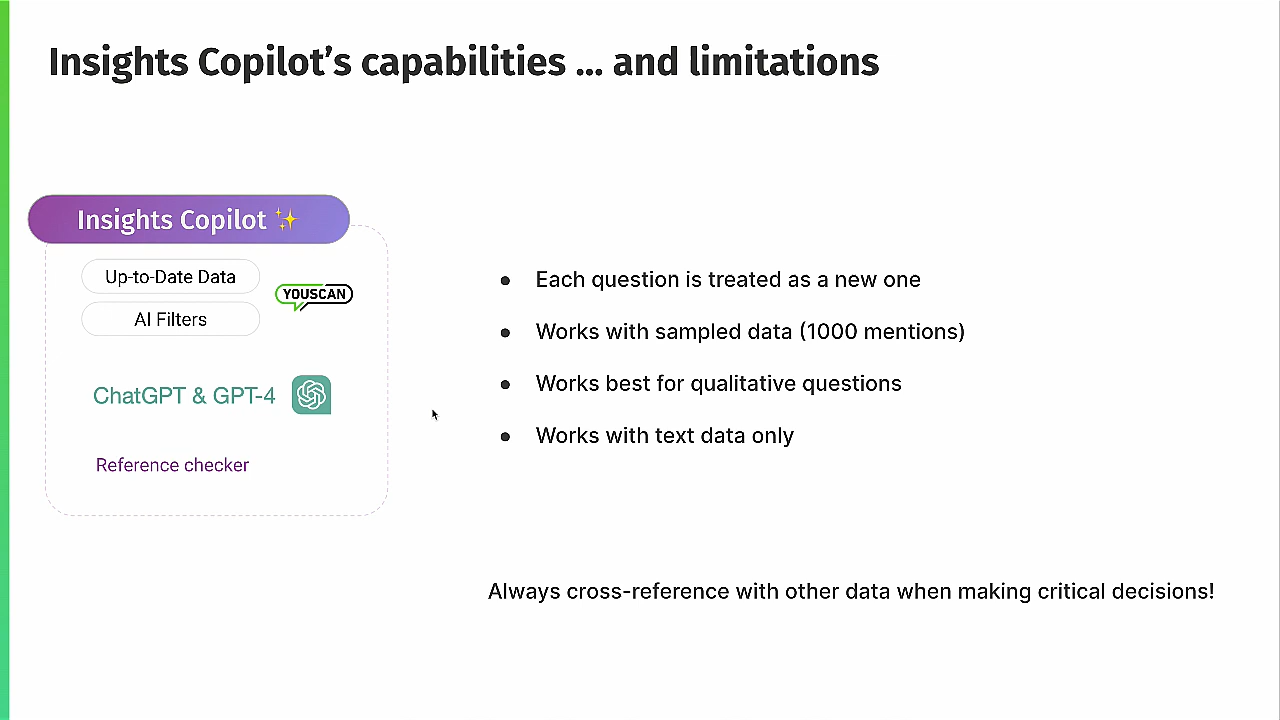 Insights Copilot’s capabilities ... and limitations
Insights Copilot ✨
Up-to-Date Data
YOUSCAN
AI Filters
ChatGPT & GPT-4
Reference checker
● Each question is treated as a new one
● Works with sampled data (1000 mentions)
● Works best for qualitative questions
● Works with text data only
Always cross-reference with other data when making critical decisions!